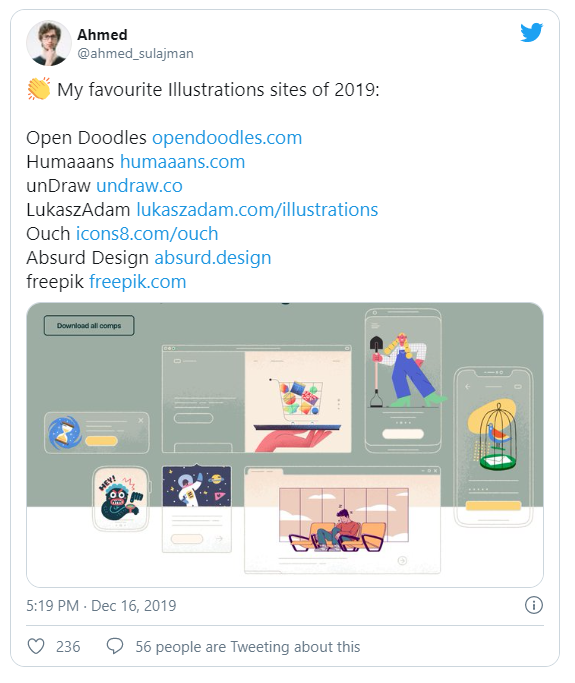 Ahmed
@ahmed_sulajman
👏 My favourite Illustrations sites of 2019:
Open Doodles opendoodles.com
Humaaans humaaans.com
unDraw undraw.co
LukaszAdam lukaszadam.com/illustrations
Ouch icons8.com/ouch
Absurd Design absurd.design
freepik freepik.com
Download all comps
HEY!
5:19 PM · Dec 16, 2019
236
56 people are Tweeting about this